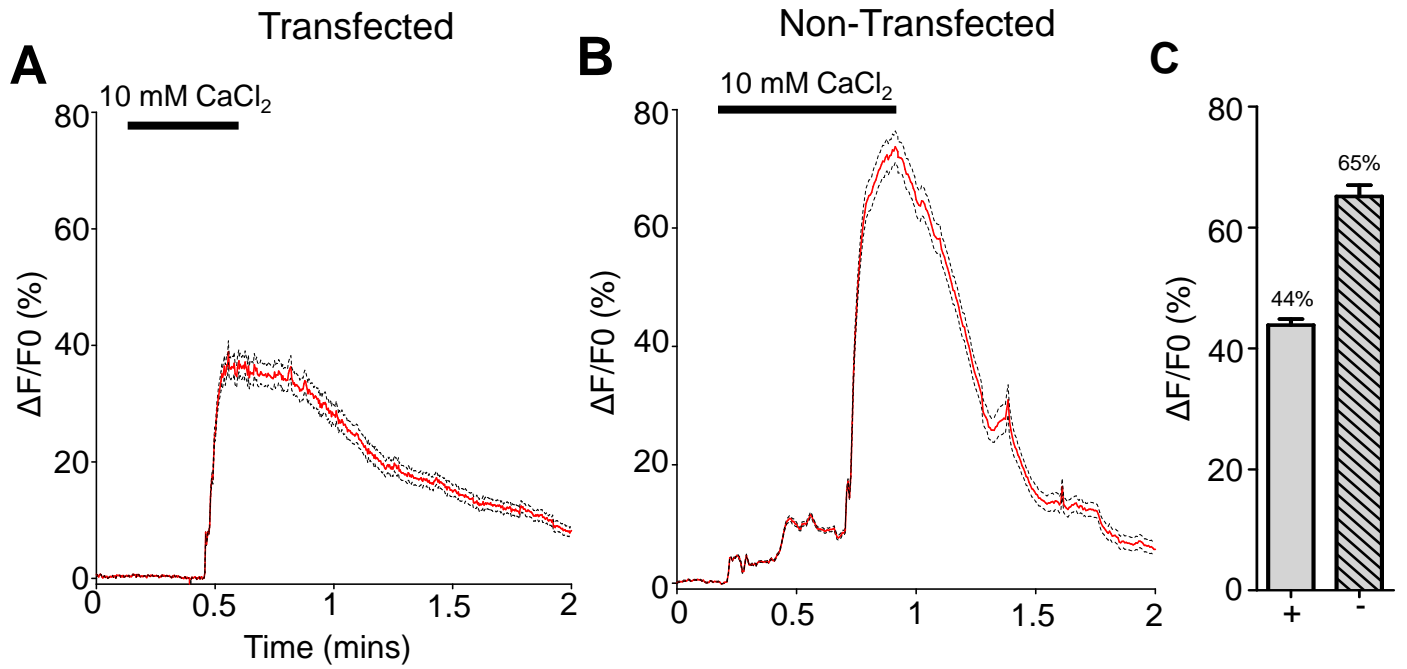 Transfected
Non-Transfected
A
B
C
10 mM CaCl₂
10 mM CaCl₂
80
60
40
20
0
ΔF/F0 (%)
0
0.5
1
1.5
2
Time (mins)
80
60
40
20
0
ΔF/F0 (%)
0
0.5
1
1.5
2
80
60
40
20
0
ΔF/F0 (%)
44%
65%
+
-